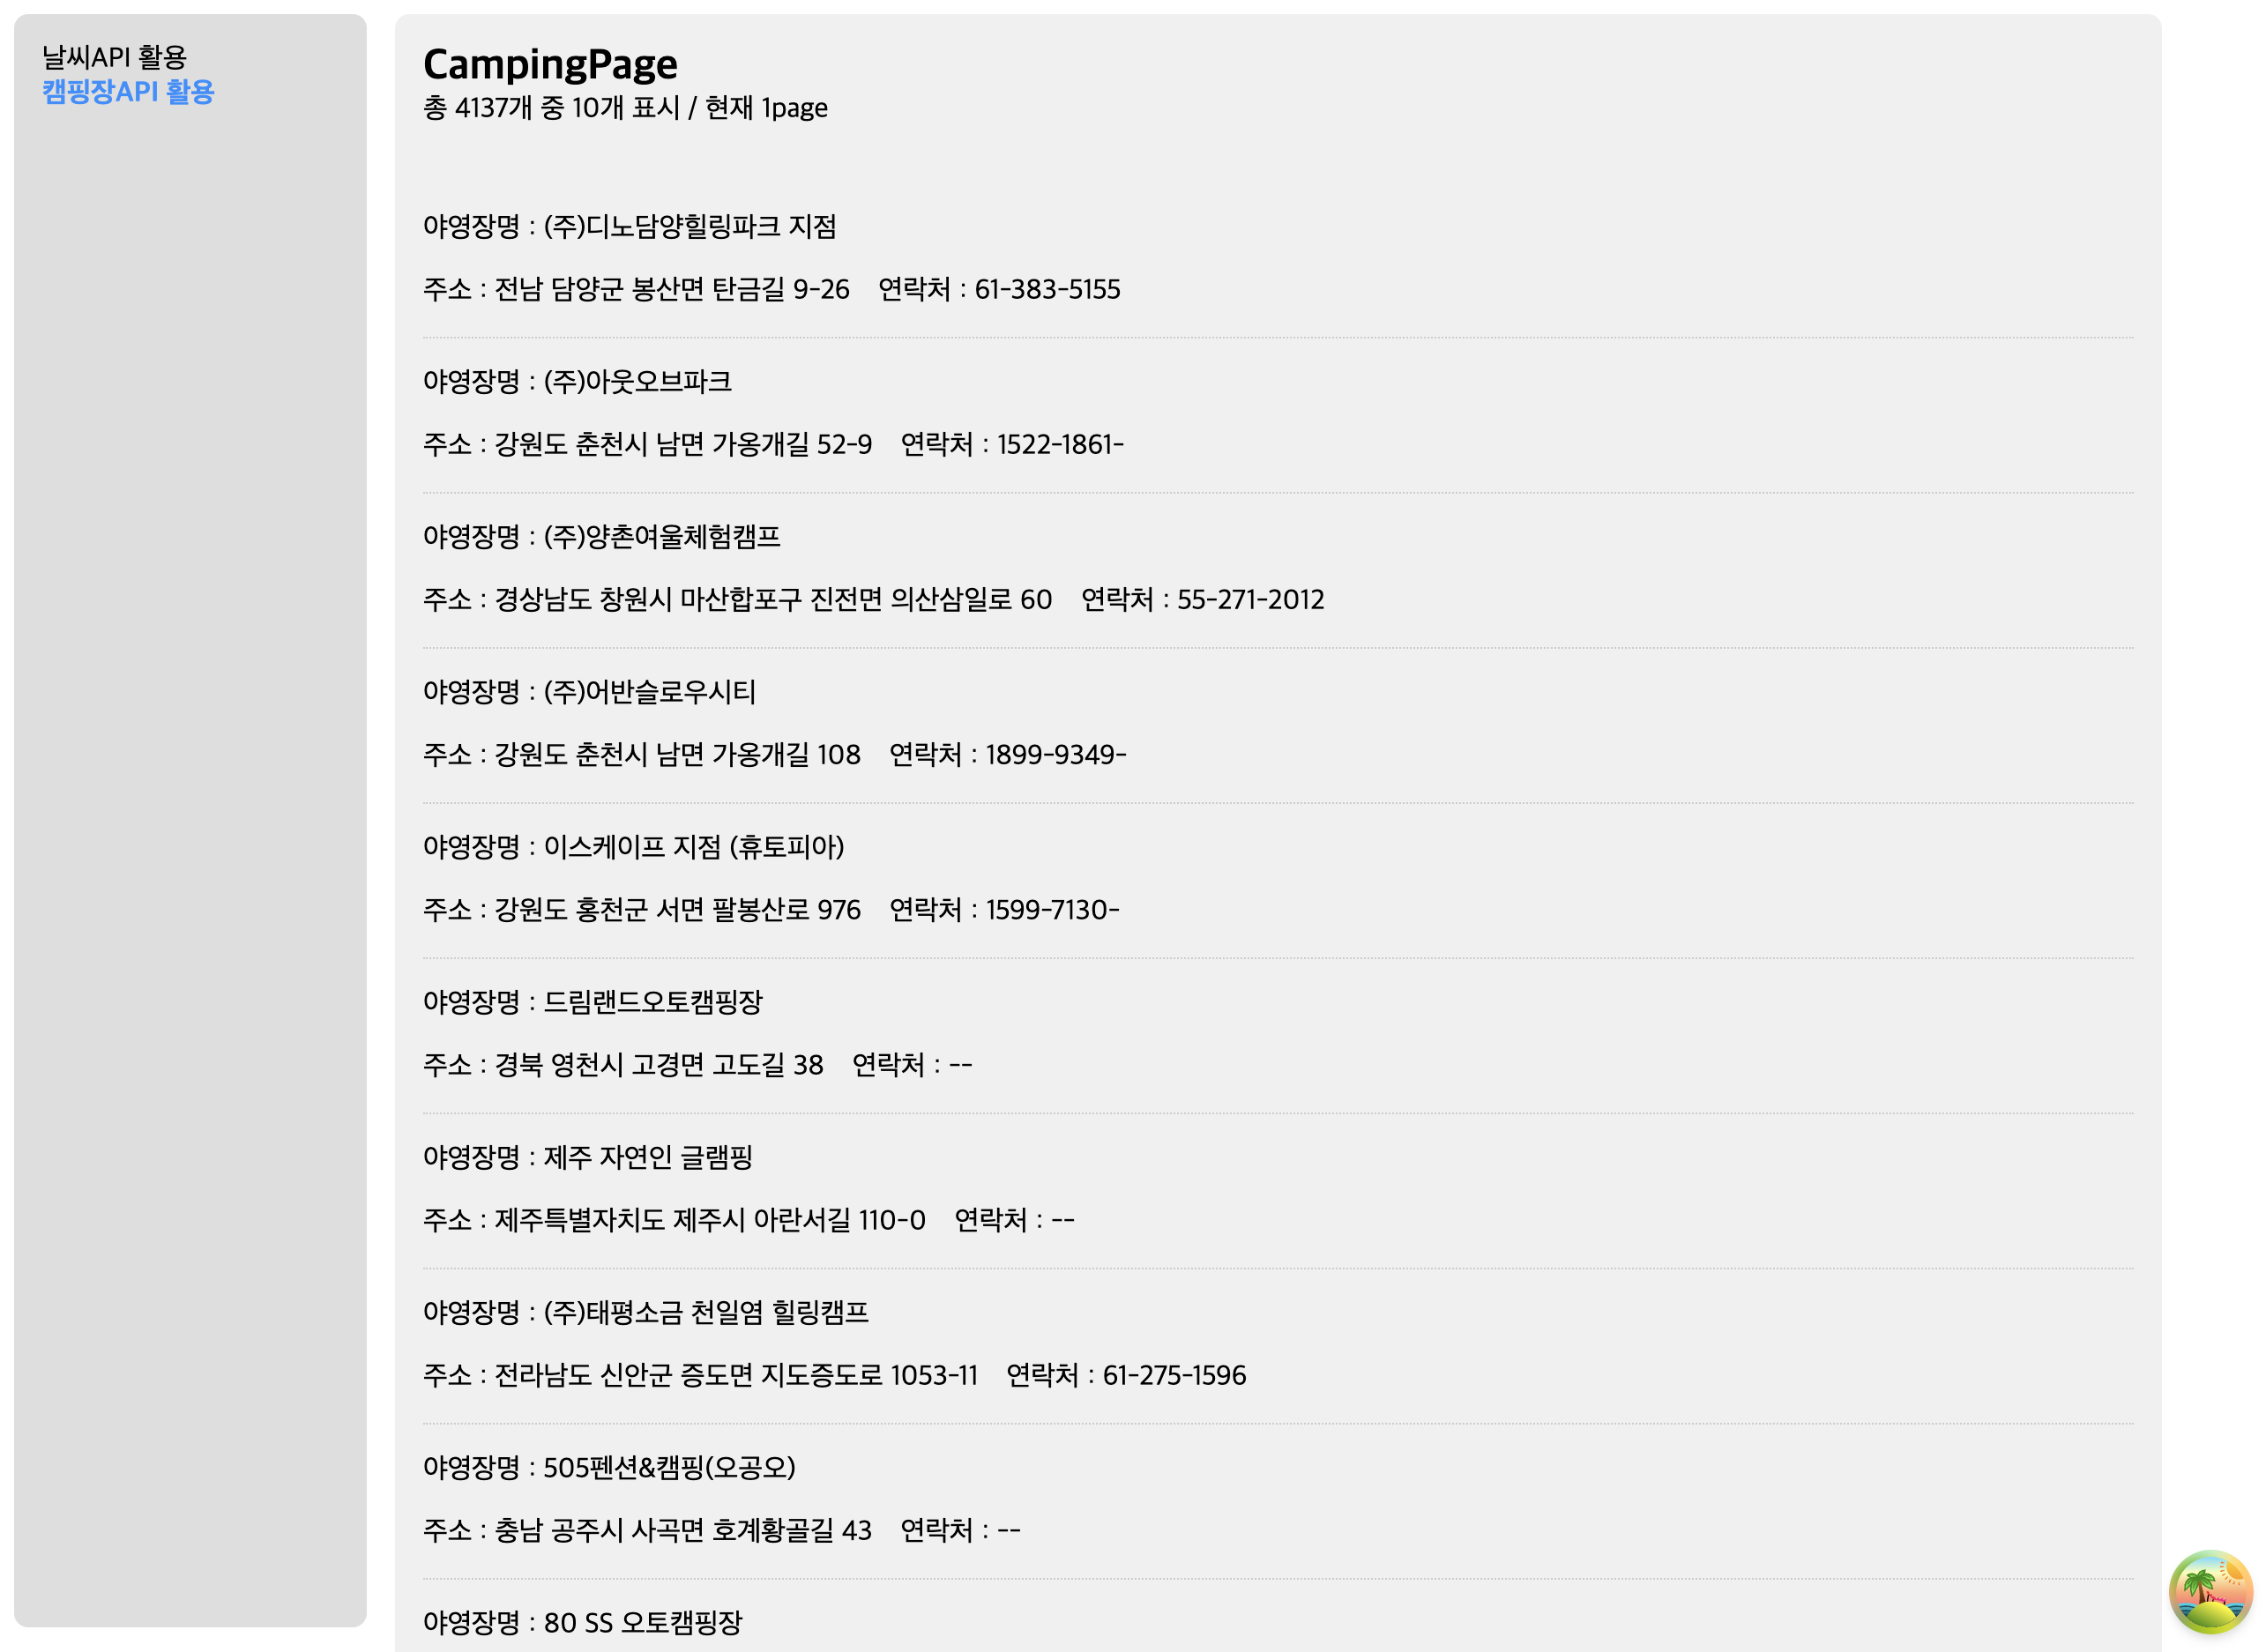 날씨API 활용
캠핑장API 활용
CampingPage
총 4137개 중 10개 표시 / 현재 1page
야영장명 : (주)디노담양힐링파크 지점
주소 : 전남 담양군 봉산면 탄금길 9-26 연락처 : 61-383-5155
야영장명 : (주)아웃오브파크
주소 : 강원도 춘천시 남면 가옹개길 52-9 연락처 : 1522-1861-
야영장명 : (주)양촌여울체험캠프
주소 : 경상남도 창원시 마산합포구 진전면 의산삼일로 60 연락처 : 55-271-2012
야영장명 : (주)어반슬로우시티
주소 : 강원도 춘천시 남면 가옹개길 108 연락처 : 1899-9349-
야영장명 : 이스케이프 지점 (휴토피아)
주소 : 강원도 홍천군 서면 팔봉산로 976 연락처 : 1599-7130-
야영장명 : 드림랜드오토캠핑장
주소 : 경북 영천시 고경면 고도길 38 연락처 : --
야영장명 : 제주 자연인 글램핑
주소 : 제주특별자치도 제주시 아란서길 110-0 연락처 : --
야영장명 : (주)태평소금 천일염 힐링캠프
주소 : 전라남도 신안군 증도면 지도증도로 1053-11 연락처 : 61-275-1596
야영장명 : 505펜션&캠핑(오공오)
주소 : 충남 공주시 사곡면 호계황골길 43 연락처 : --
야영장명 : 80 SS 오토캠핑장